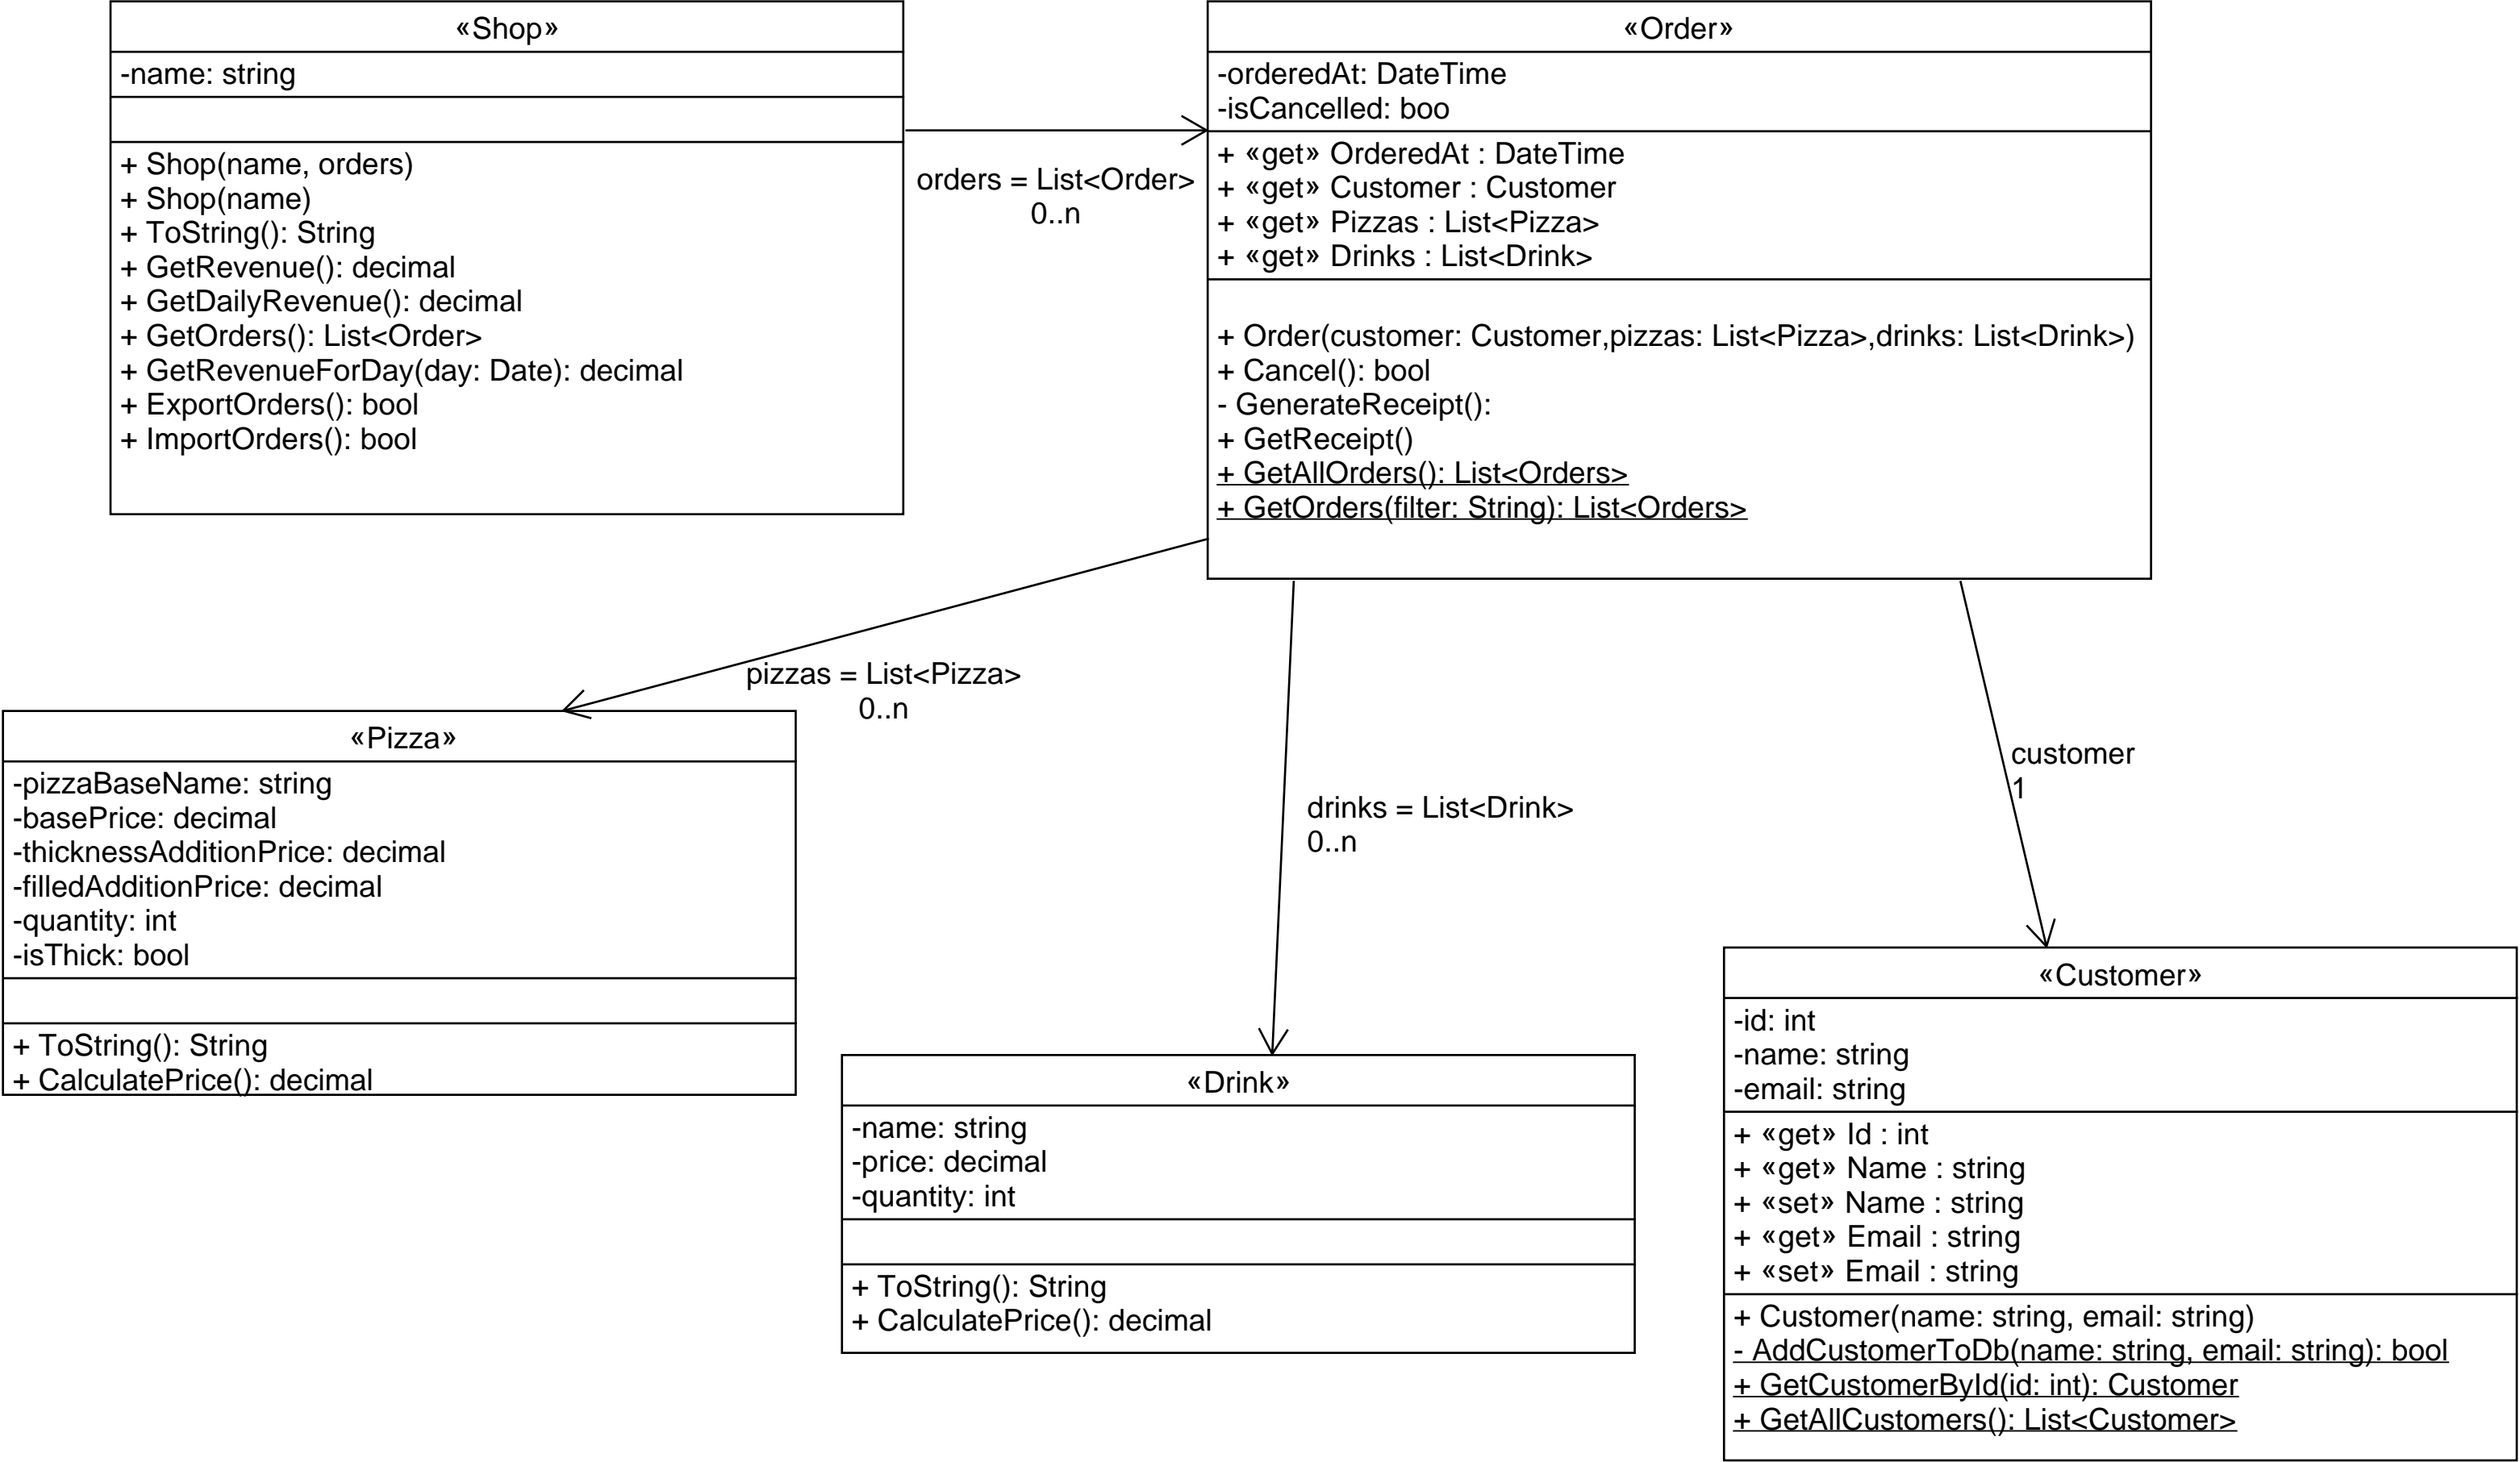 «Shop»
-name: string
+ Shop(name, orders)
+ Shop(name)
+ ToString(): String
+ GetRevenue(): decimal
+ GetDailyRevenue(): decimal
+ GetOrders(): List<Order>
+ GetRevenueForDay(day: Date): decimal
+ ExportOrders(): bool
+ ImportOrders(): bool
orders = List<Order>
0..n
«Order»
-orderedAt: DateTime
-isCancelled: boo
+ «get» OrderedAt : DateTime
+ «get» Customer : Customer
+ «get» Pizzas : List<Pizza>
+ «get» Drinks : List<Drink>
+ Order(customer: Customer,pizzas: List<Pizza>,drinks: List<Drink>)
+ Cancel(): bool
- GenerateReceipt():
+ GetReceipt()
+ GetAllOrders(): List<Orders>
+ GetOrders(filter: String): List<Orders>
pizzas = List<Pizza>
0..n
drinks = List<Drink>
0..n
customer
1
«Pizza»
-pizzaBaseName: string
-basePrice: decimal
-thicknessAdditionPrice: decimal
-filledAdditionPrice: decimal
-quantity: int
-isThick: bool
+ ToString(): String
+ CalculatePrice(): decimal
«Drink»
-name: string
-price: decimal
-quantity: int
+ ToString(): String
+ CalculatePrice(): decimal
«Customer»
-id: int
-name: string
-email: string
+ «get» Id : int
+ «get» Name : string
+ «set» Name : string
+ «get» Email : string
+ «set» Email : string
+ Customer(name: string, email: string)
- AddCustomerToDb(name: string, email: string): bool
+ GetCustomerById(id: int): Customer
+ GetAllCustomers(): List<Customer>